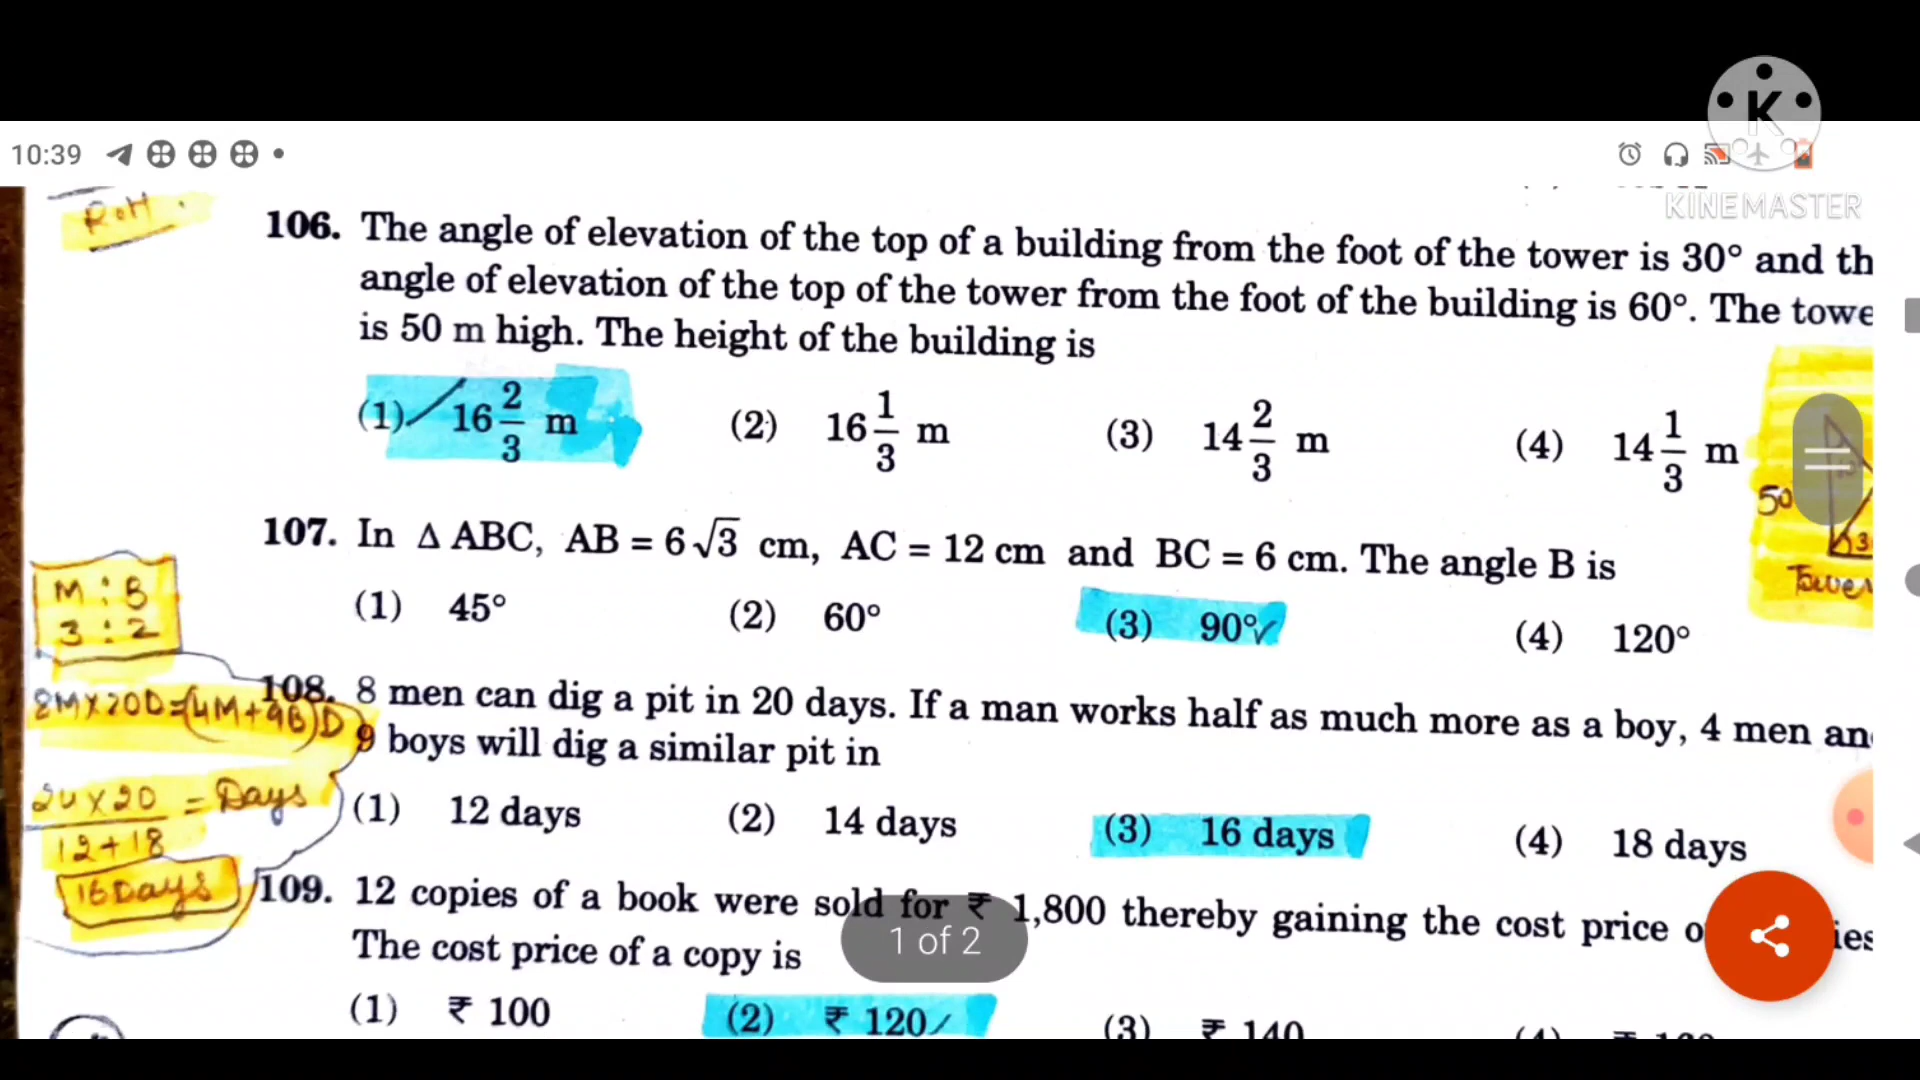 10:39
KINEMASTER
K
R.H.
106. The angle of elevation of the top of a building from the foot of the tower is 30° and th
angle of elevation of the top of the tower from the foot of the building is 60°. The towe
is 50 m high. The height of the building is
(1) 16 2/3 m (2) 16 1/3 m (3) 14 2/3 m (4) 14 1/3 m
50
3
Tower
107. In Δ ABC, AB = 6√3 cm, AC = 12 cm and BC = 6 cm. The angle B is
(1) 45° (2) 60° (3) 90° (4) 120°
M : B
3 : 2
108. 8 men can dig a pit in 20 days. If a man works half as much more as a boy, 4 men an
9 boys will dig a similar pit in
8M×20D=(4M+9B)D
(1) 12 days (2) 14 days (3) 16 days (4) 18 days
24×20 = Days
12+18
16 Days
109. 12 copies of a book were sold for ₹ 1,800 thereby gaining the cost price o ies
The cost price of a copy is
1 of 2
(1) ₹ 100 (2) ₹ 120 (3) ₹ 140 (4)